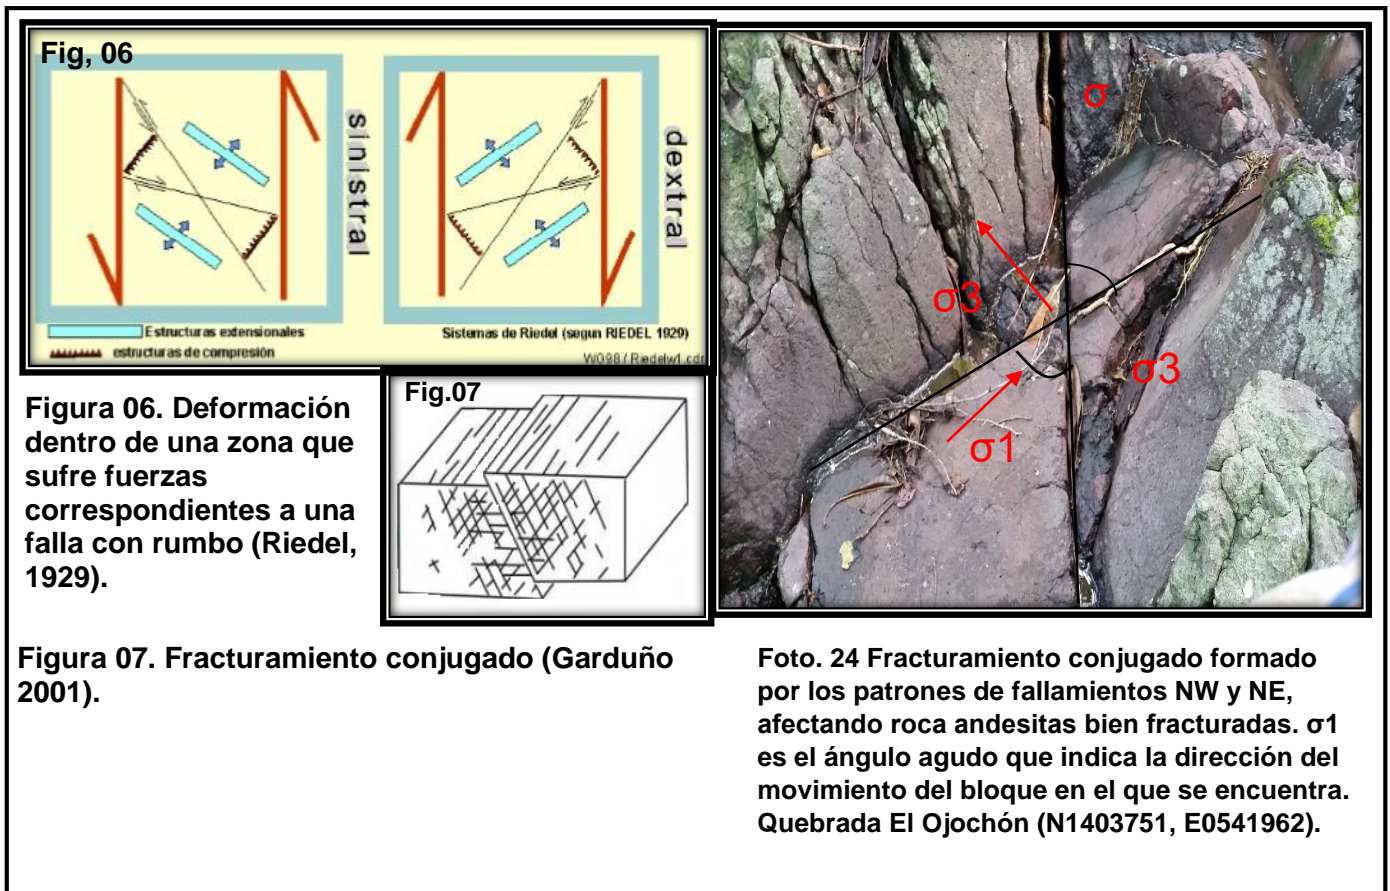 Fig, 06
sinistral
dextral
Estructuras extensionales
estructuras de compresión
Sistemas de Riedel (segun RIEDEL 1929)
WG98 / Riedelw1.cdr
Figura 06. Deformación
dentro de una zona que
sufre fuerzas
correspondientes a una
falla con rumbo (Riedel,
1929).
Fig.07
Figura 07. Fracturamiento conjugado (Garduño
2001).
σ
σ3
σ3
σ1
Foto. 24 Fracturamiento conjugado formado
por los patrones de fallamientos NW y NE,
afectando roca andesitas bien fracturadas. σ1
es el ángulo agudo que indica la dirección del
movimiento del bloque en el que se encuentra.
Quebrada El Ojochón (N1403751, E0541962).